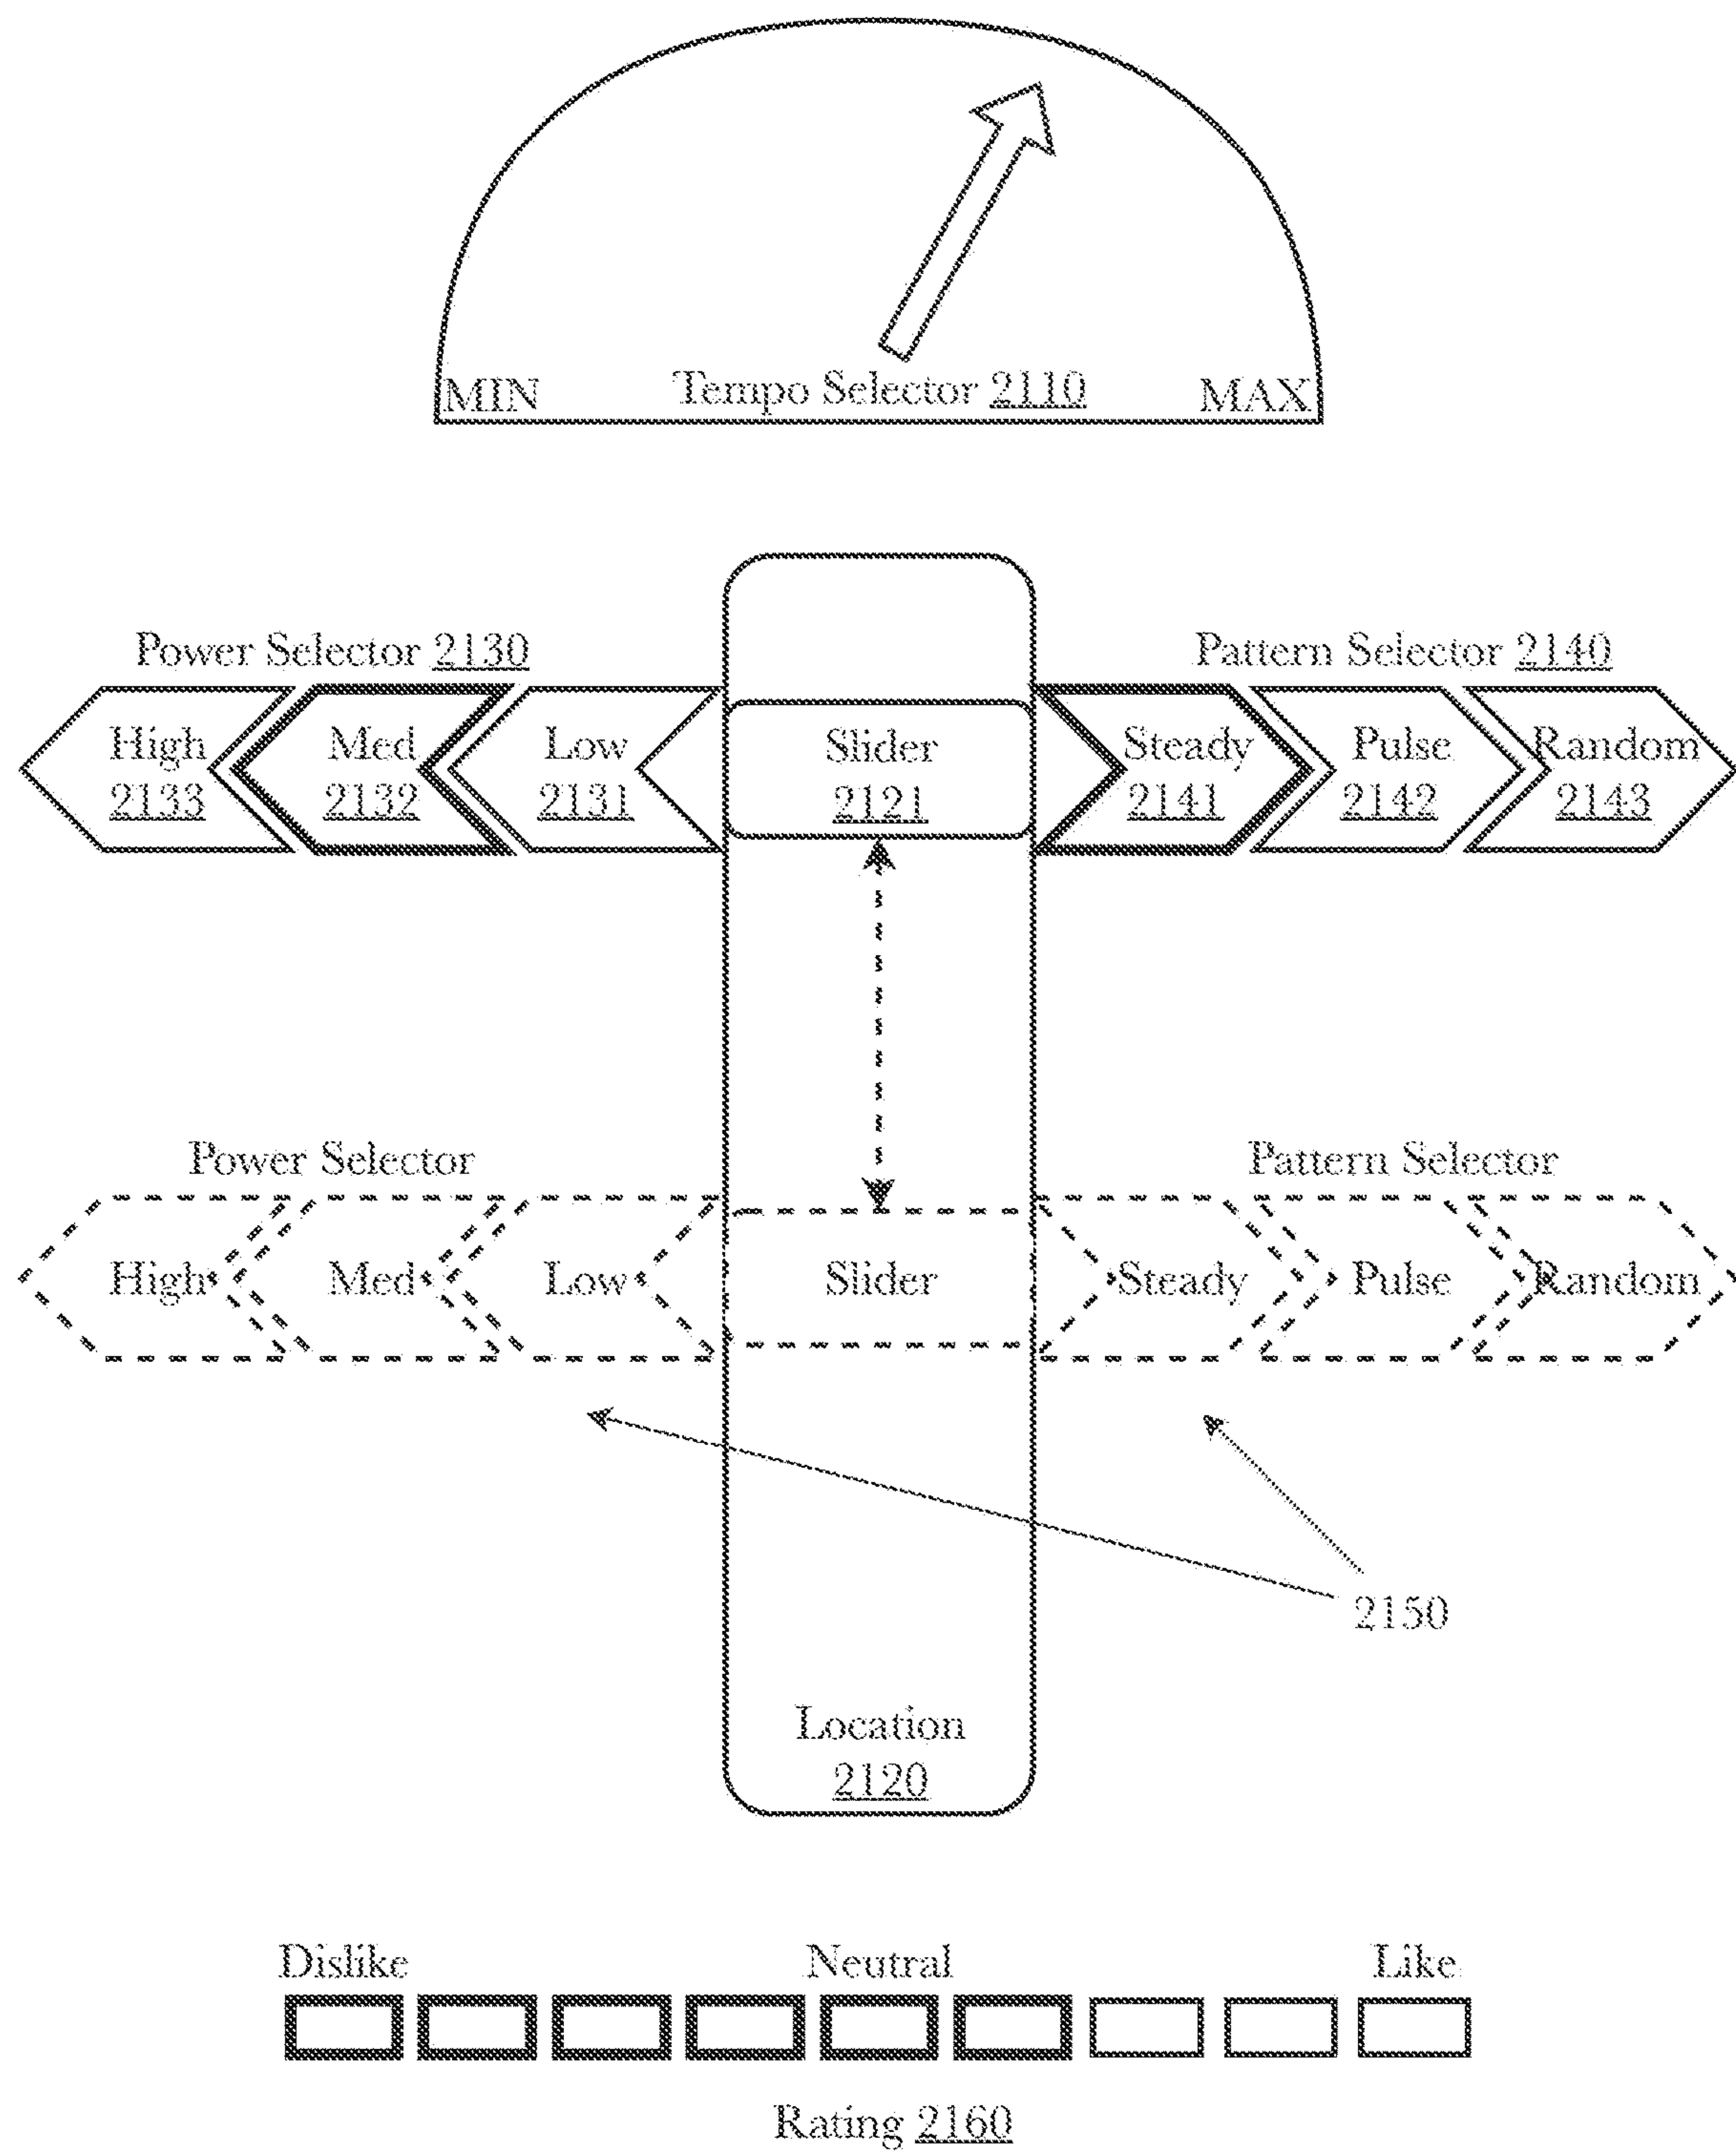 MIN Tempo Selector 2110 MAX
Power Selector 2130
Pattern Selector 2140
High
2133
Med
2132
Low
2131
Slider
2121
Steady
2141
Pulse
2142
Random
2143
Power Selector
Pattern Selector
High Med Low Slider Steady Pulse Random
2150
Location
2120
Dislike Neutral Like
Rating 2160